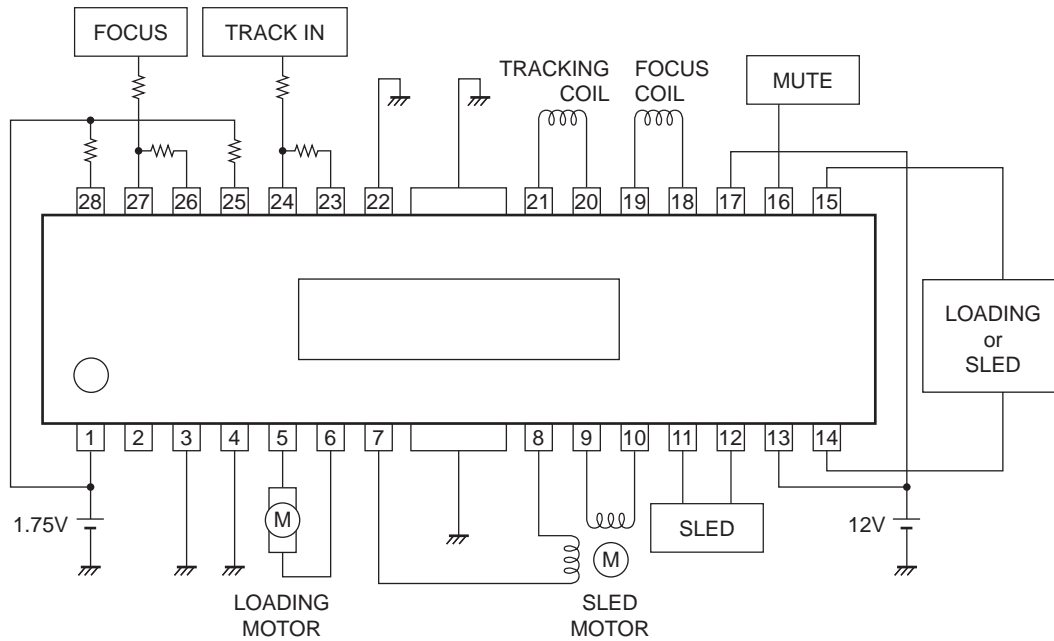 FOCUS
TRACK IN
TRACKING
COIL
FOCUS
COIL
MUTE
28 27 26 25 24 23 22 21 20 19 18 17 16 15
LOADING
or
SLED
1 2 3 4 5 6 7 8 9 10 11 12 13 14
1.75V
M
SLED
12V
M
LOADING
MOTOR
SLED
MOTOR